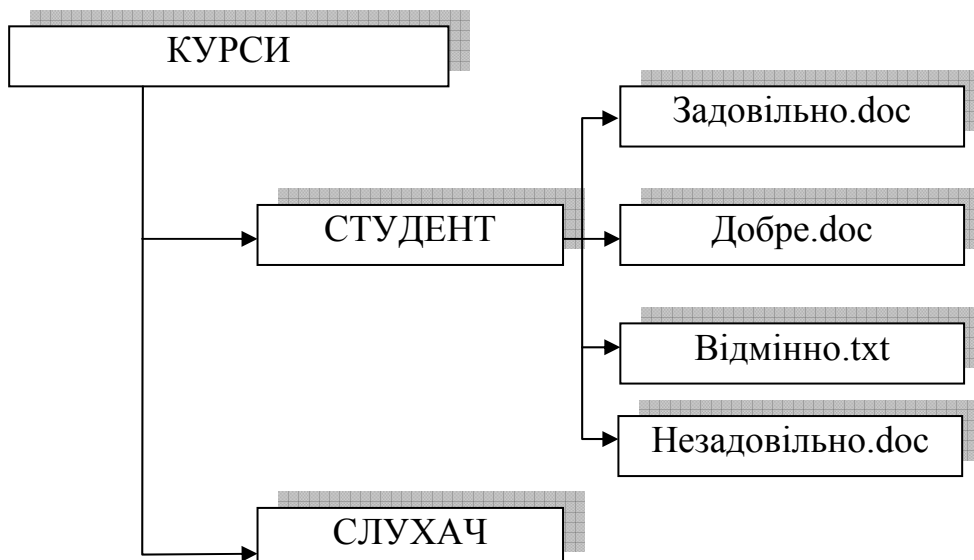 КУРСИ
Задовільно.doc
СТУДЕНТ
Добре.doc
Відмінно.txt
Незадовільно.doc
СЛУХАЧ